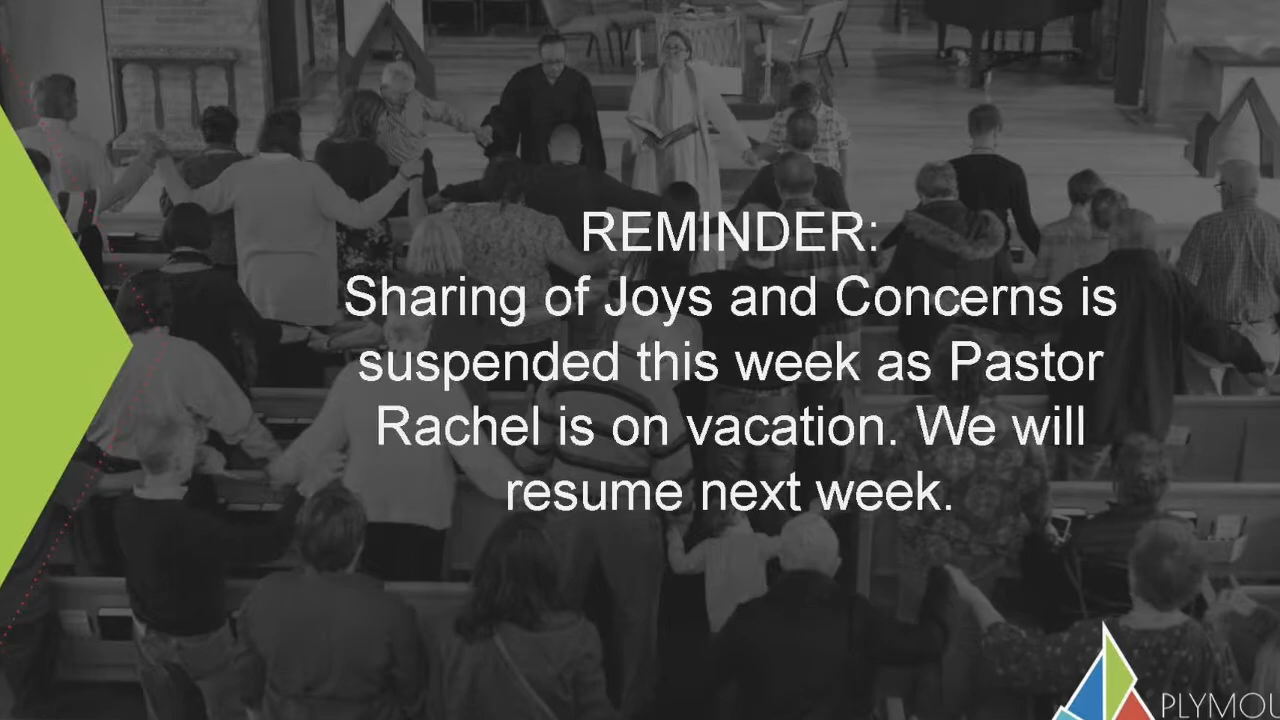 REMINDER:
Sharing of Joys and Concerns is
suspended this week as Pastor
Rachel is on vacation. We will
resume next week.
PLYMOU